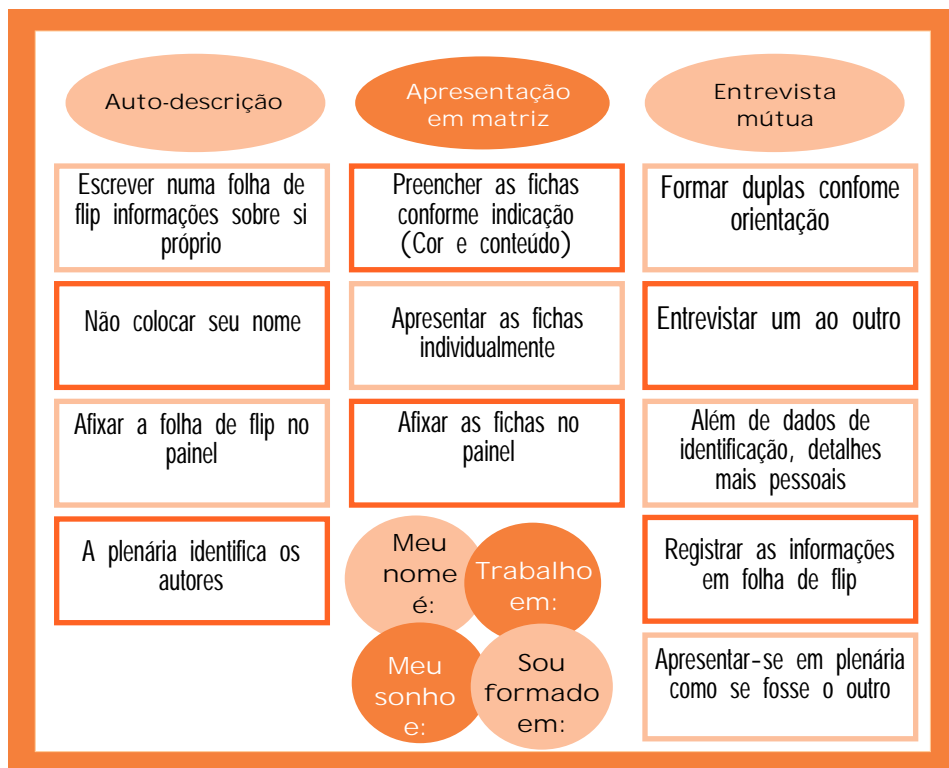 Auto-descrição
Escrever numa folha de
flip informações sobre si
próprio
Não colocar seu nome
Afixar a folha de flip no
painel
A plenária identifica os
autores
Apresentação
em matriz
Preencher as fichas
conforme indicação
(Cor e conteúdo)
Apresentar as fichas
individualmente
Afixar as fichas no
painel
Meu
nome
é:
Trabalho
em:
Meu
sonho
e:
Sou
formado
em:
Entrevista
mútua
Formar duplas confome
orientação
Entrevistar um ao outro
Além de dados de
identificação, detalhes
mais pessoais
Registrar as informações
em folha de flip
Apresentar-se em plenária
como se fosse o outro